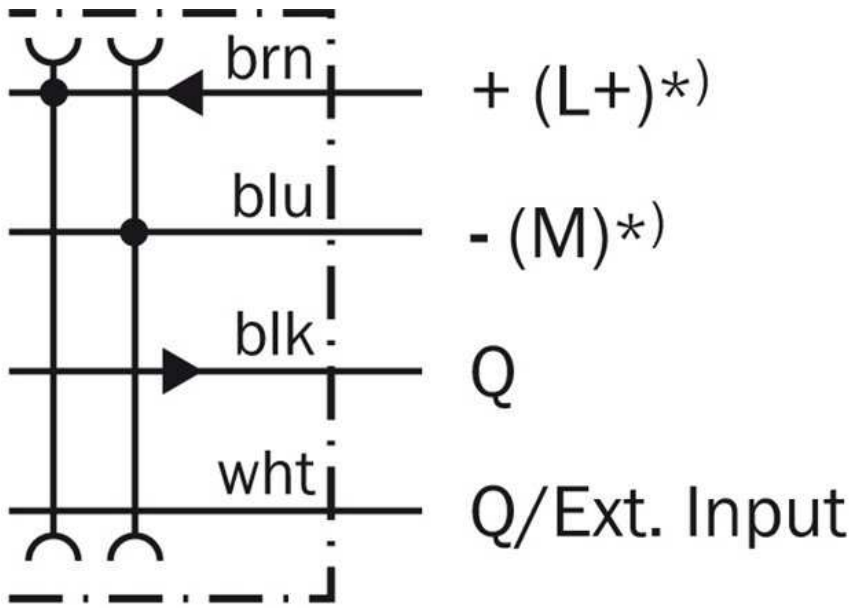 brn + (L+)*)
blu - (M)*)
blk Q
wht Q/Ext. Input